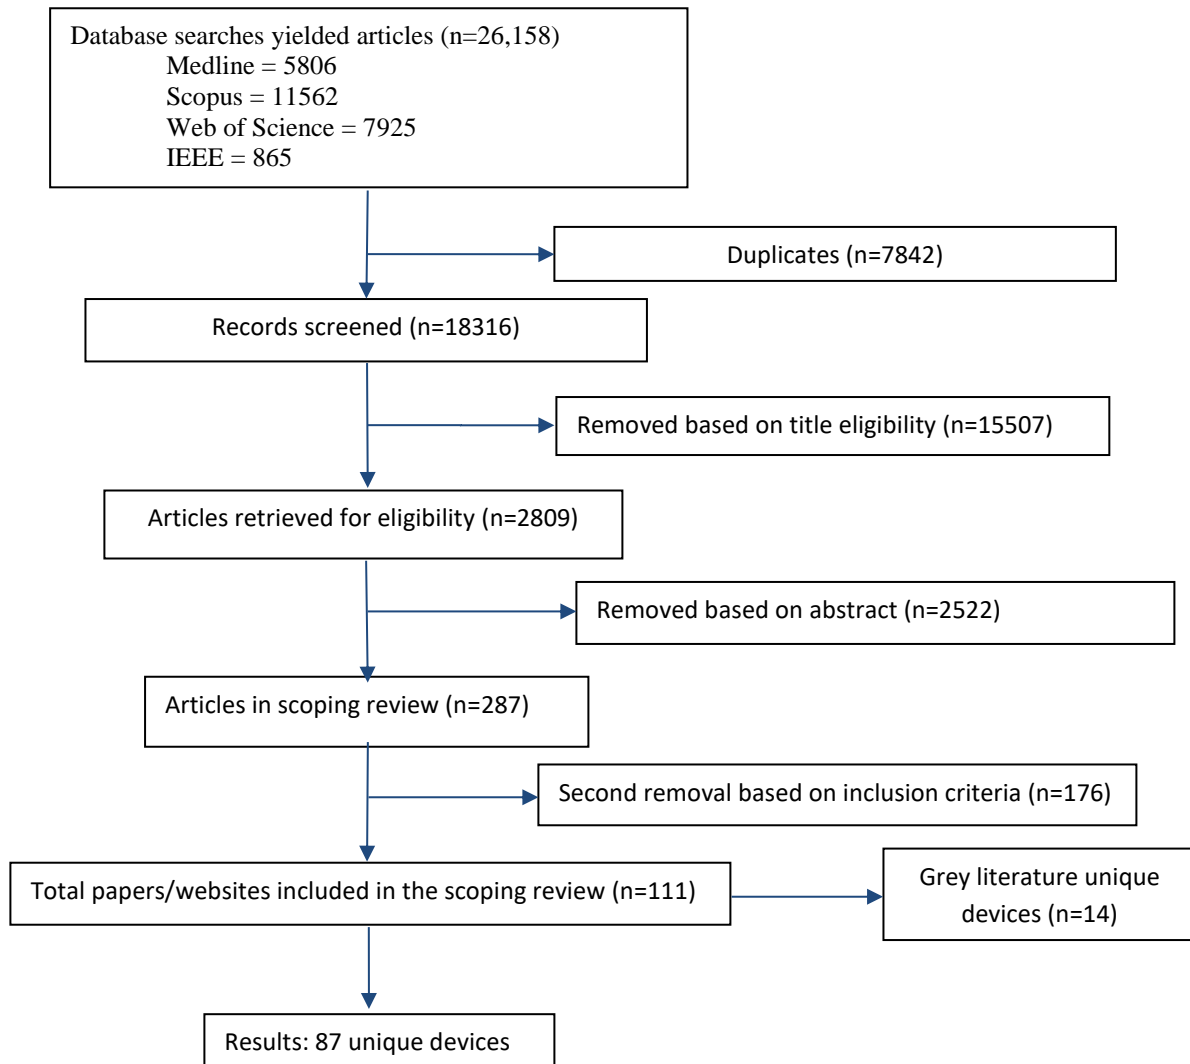 Database searches yielded articles (n=26,158)
Medline = 5806
Scopus = 11562
Web of Science = 7925
IEEE = 865
Duplicates (n=7842)
Records screened (n=18316)
Removed based on title eligibility (n=15507)
Articles retrieved for eligibility (n=2809)
Removed based on abstract (n=2522)
Articles in scoping review (n=287)
Second removal based on inclusion criteria (n=176)
Total papers/websites included in the scoping review (n=111)
Grey literature unique
devices (n=14)
Results: 87 unique devices